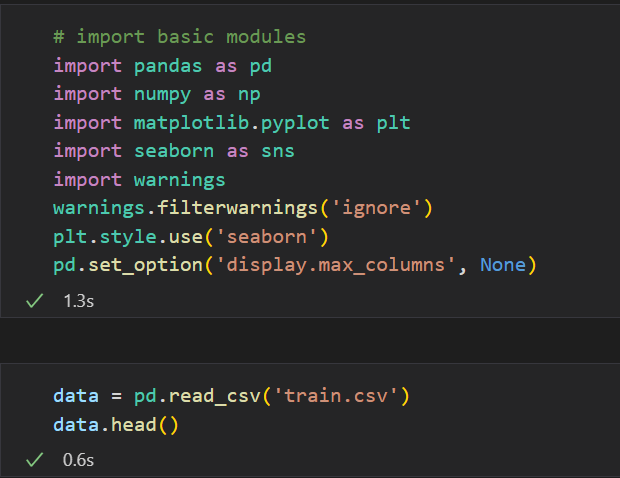 # import basic modules
import pandas as pd
import numpy as np
import matplotlib.pyplot as plt
import seaborn as sns
import warnings
warnings.filterwarnings('ignore')
plt.style.use('seaborn')
pd.set_option('display.max_columns', None)
✓ 1.3s
data = pd.read_csv('train.csv')
data.head()
✓ 0.6s